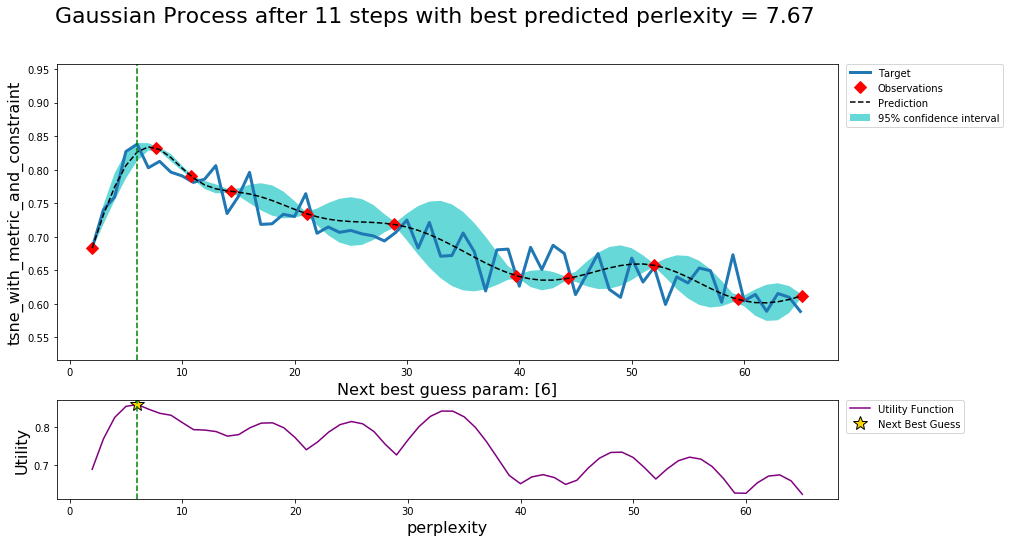 Gaussian Process after 11 steps with best predicted perlexity = 7.67
tsne_with_metric_and_constraint
0.95
0.90
0.85
0.80
0.75
0.70
0.65
0.60
0.55
0 10 20 30 40 50 60
Target
Observations
Prediction
95% confidence interval
Next best guess param: [6]
Utility
0.8
0.7
0 10 20 30 40 50 60
perplexity
Utility Function
Next Best Guess